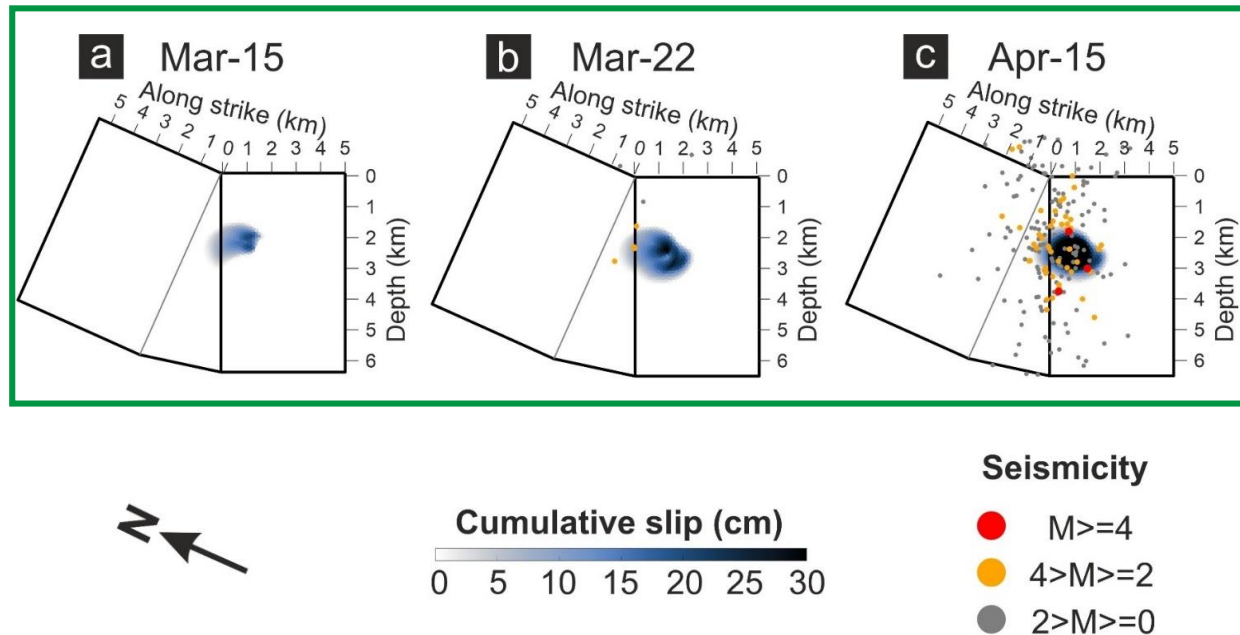 a Mar-15
Along strike (km)
5 4 3 2 1 0 1 2 3 4 5
0
1
2
3
4
5
6
Depth (km)
b Mar-22
Along strike (km)
5 4 3 2 1 0 1 2 3 4 5
0
1
2
3
4
5
6
Depth (km)
c Apr-15
Along strike (km)
5 4 3 2 1 0 1 2 3 4 5
0
1
2
3
4
5
6
Depth (km)
N
Cumulative slip (cm)
0 5 10 15 20 25 30
Seismicity
M>=4
4>M>=2
2>M>=0